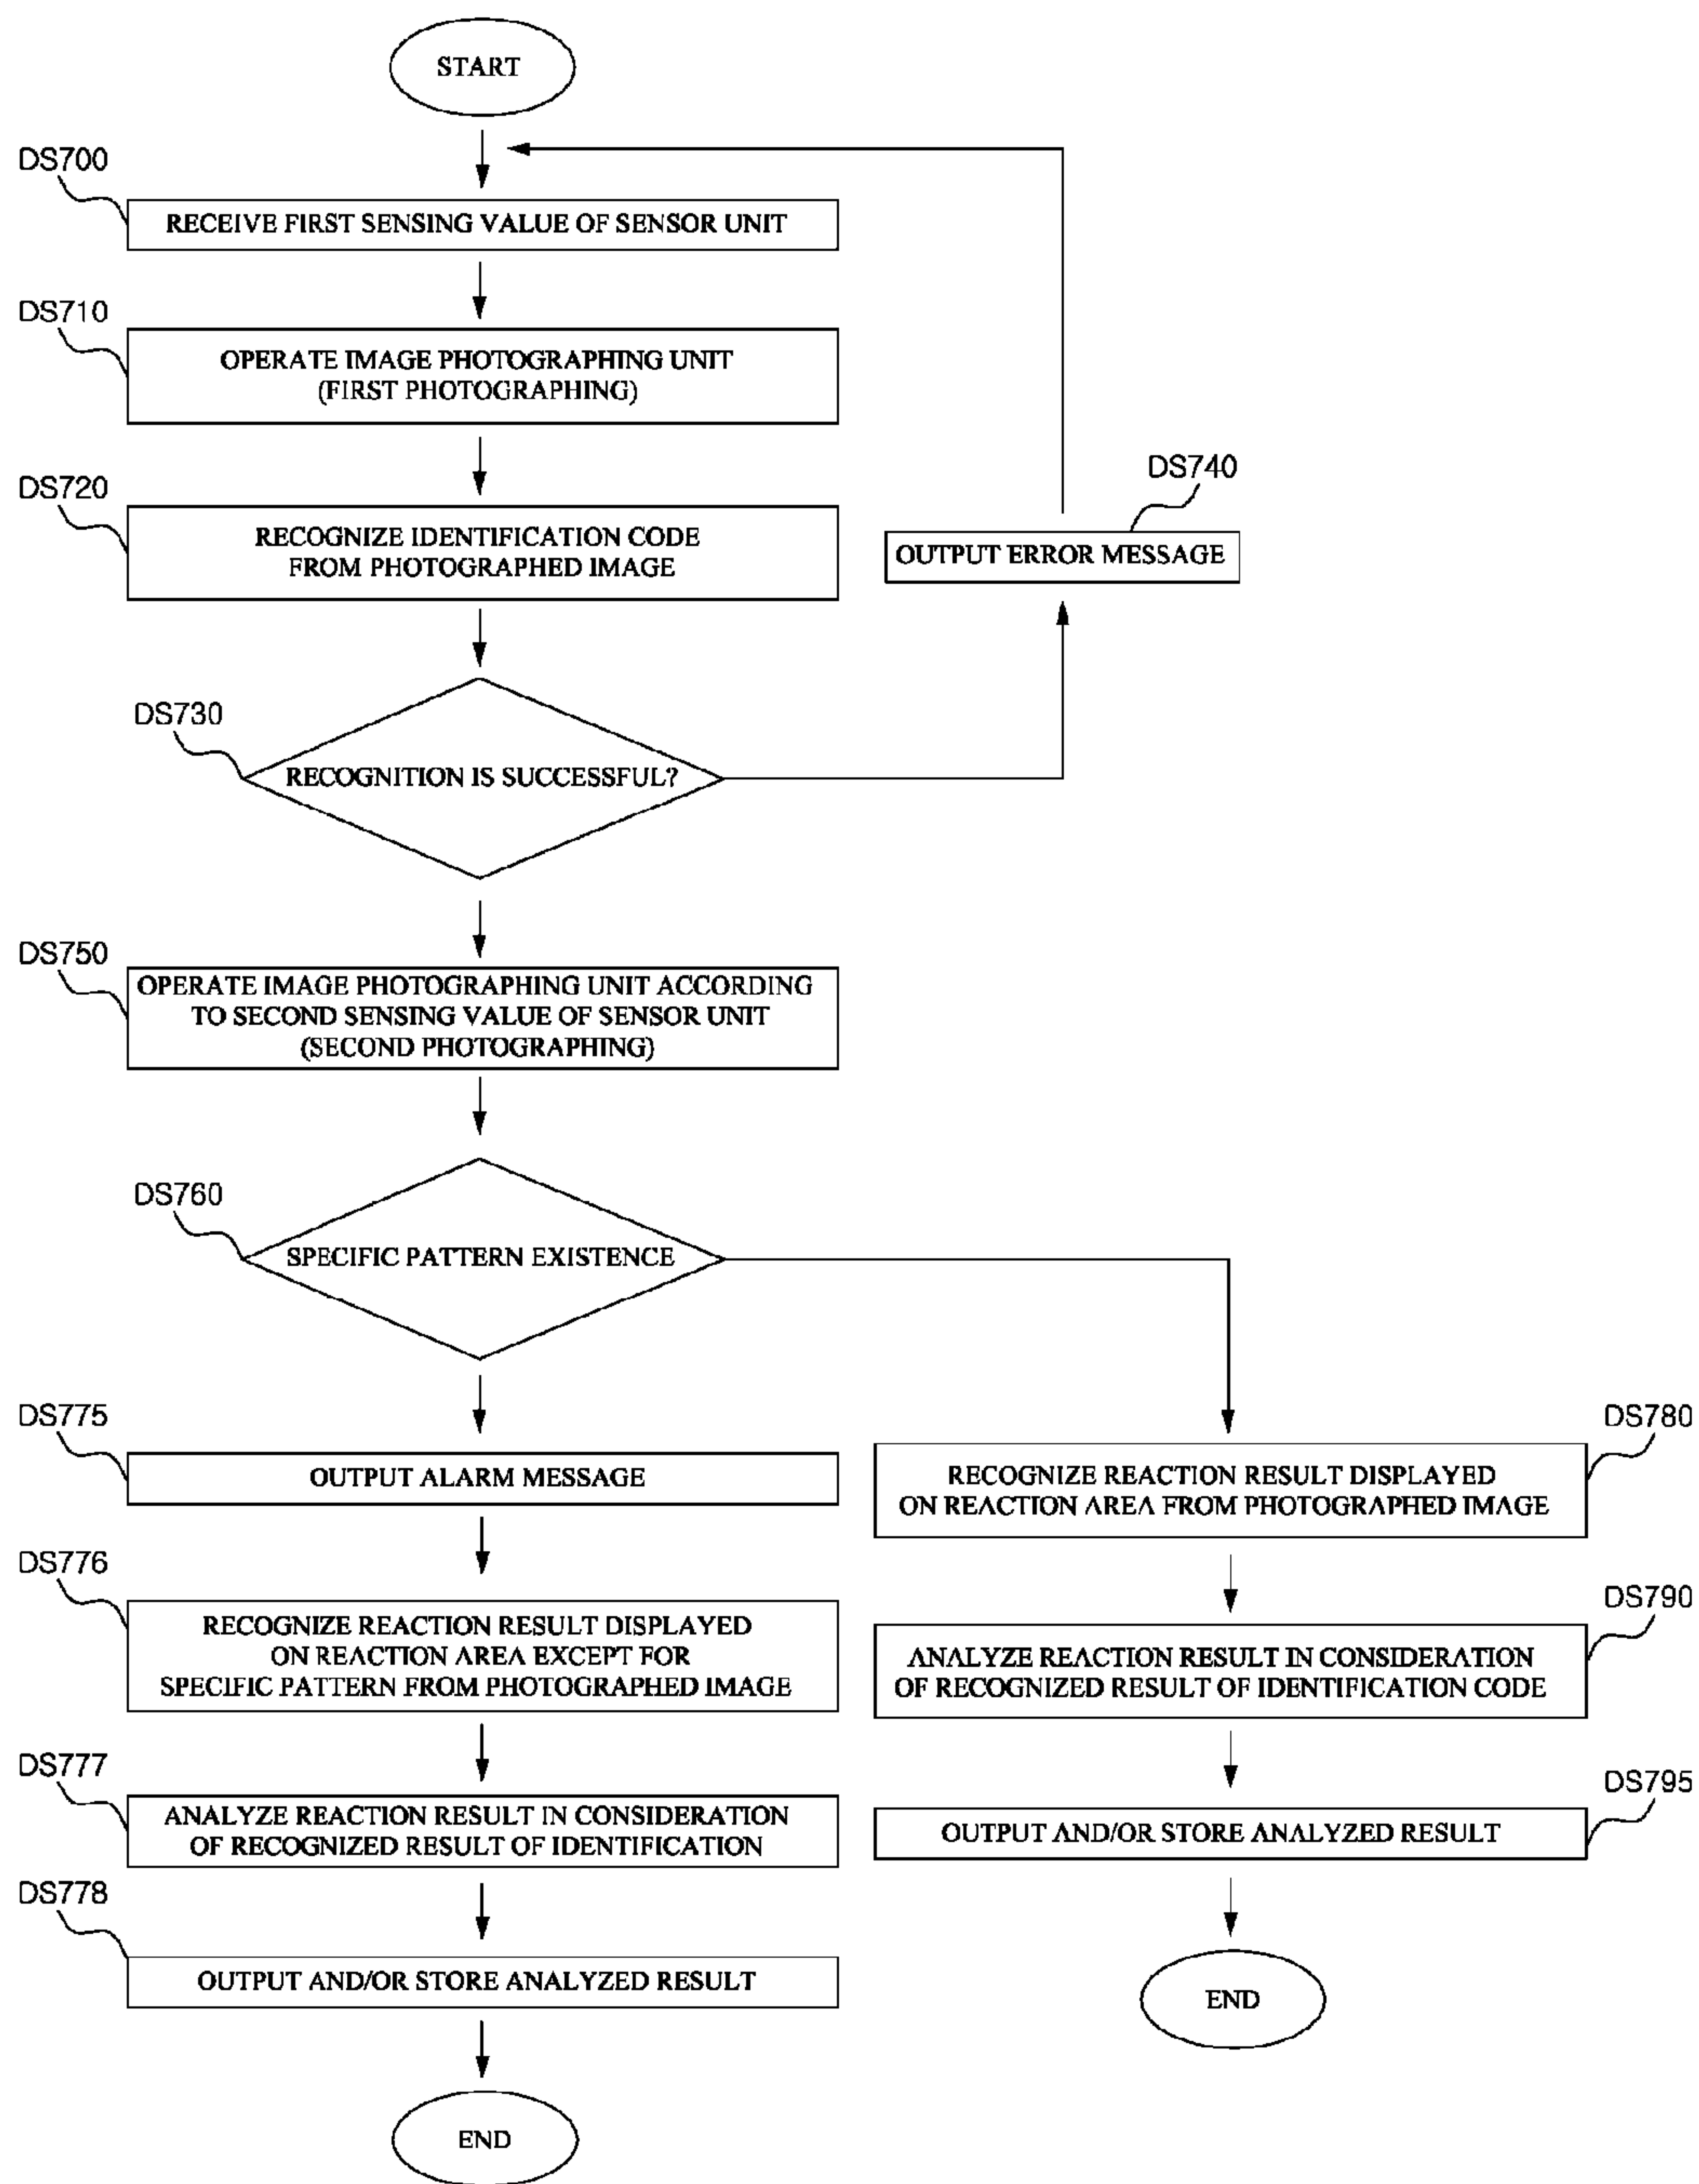 START
DS700
RECEIVE FIRST SENSING VALUE OF SENSOR UNIT
DS710
OPERATE IMAGE PHOTOGRAPHING UNIT
(FIRST PHOTOGRAPHING)
DS720
RECOGNIZE IDENTIFICATION CODE
FROM PHOTOGRAPHED IMAGE
DS740
OUTPUT ERROR MESSAGE
DS730
RECOGNITION IS SUCCESSFUL?
DS750
OPERATE IMAGE PHOTOGRAPHING UNIT ACCORDING
TO SECOND SENSING VALUE OF SENSOR UNIT
(SECOND PHOTOGRAPHING)
DS760
SPECIFIC PATTERN EXISTENCE
DS775
OUTPUT ALARM MESSAGE
DS776
RECOGNIZE REACTION RESULT DISPLAYED
ON REACTION AREA EXCEPT FOR
SPECIFIC PATTERN FROM PHOTOGRAPHED IMAGE
DS777
ANALYZE REACTION RESULT IN CONSIDERATION
OF RECOGNIZED RESULT OF IDENTIFICATION
DS778
OUTPUT AND/OR STORE ANALYZED RESULT
END
DS780
RECOGNIZE REACTION RESULT DISPLAYED
ON REACTION AREA FROM PHOTOGRAPHED IMAGE
DS790
ANALYZE REACTION RESULT IN CONSIDERATION
OF RECOGNIZED RESULT OF IDENTIFICATION CODE
DS795
OUTPUT AND/OR STORE ANALYZED RESULT
END